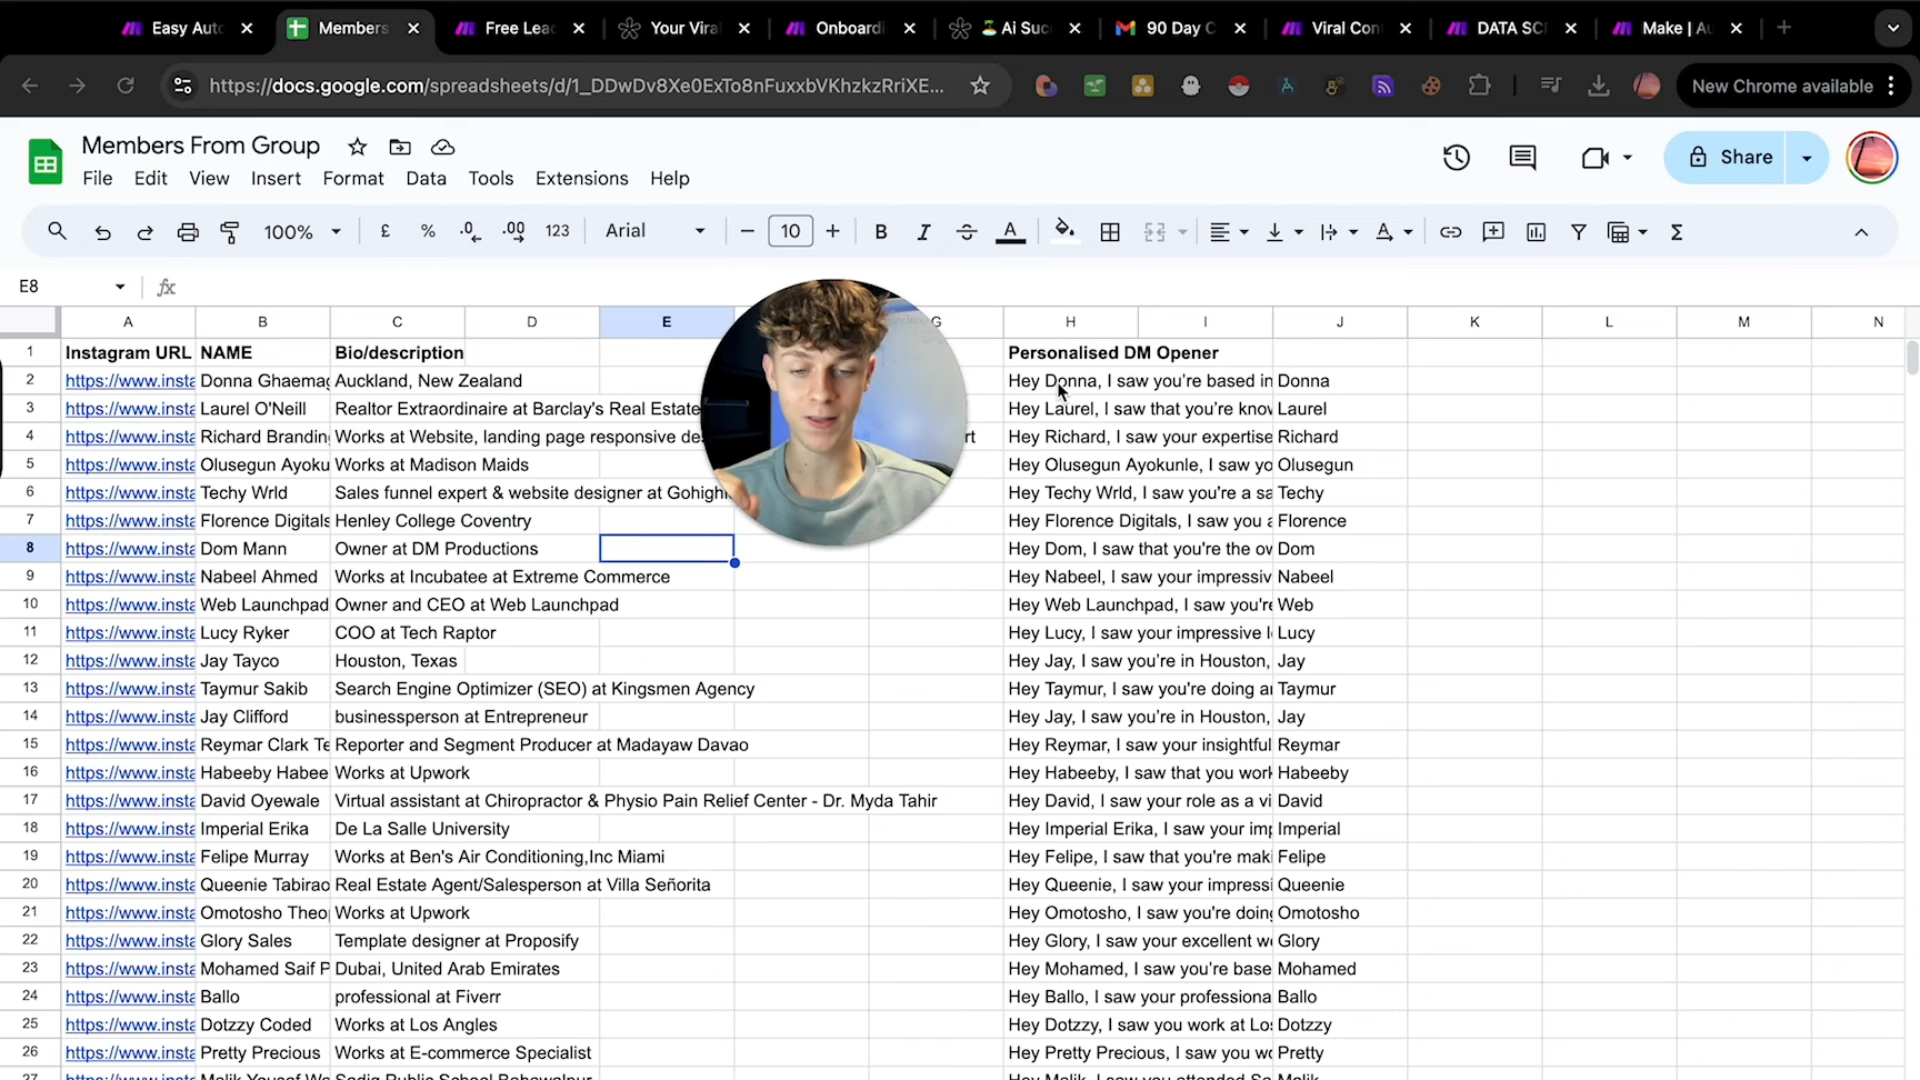 Easy Auto
Members
Free Lea
Your Vira
Onboardi
Ai Suc
90 Day C
Viral Con
DATA SC
Make | Au
https://docs.google.com/spreadsheets/d/1_DDwDv8Xe0ExTo8nFuxxbVKhzkzRriXE...
New Chrome available
Members From Group
File Edit View Insert Format Data Tools Extensions Help
Share
100% £ % .0 .00 123 Arial 10 B I A
E8
A B C D E G H I J K L M N
1 Instagram URL NAME Bio/description Personalised DM Opener
2 https://www.insta Donna Ghaemag Auckland, New Zealand Hey Donna, I saw you're based in Donna
3 https://www.insta Laurel O'Neill Realtor Extraordinaire at Barclay's Real Estate Hey Laurel, I saw that you're know Laurel
4 https://www.insta Richard Branding Works at Website, landing page responsive de rt Hey Richard, I saw your expertise Richard
5 https://www.insta Olusegun Ayoku Works at Madison Maids Hey Olusegun Ayokunle, I saw yo Olusegun
6 https://www.insta Techy Wrld Sales funnel expert & website designer at Gohighl Hey Techy Wrld, I saw you're a sa Techy
7 https://www.insta Florence Digitals Henley College Coventry Hey Florence Digitals, I saw you a Florence
8 https://www.insta Dom Mann Owner at DM Productions Hey Dom, I saw that you're the ow Dom
9 https://www.insta Nabeel Ahmed Works at Incubatee at Extreme Commerce Hey Nabeel, I saw your impressiv Nabeel
10 https://www.insta Web Launchpad Owner and CEO at Web Launchpad Hey Web Launchpad, I saw you're Web
11 https://www.insta Lucy Ryker COO at Tech Raptor Hey Lucy, I saw your impressive l Lucy
12 https://www.insta Jay Tayco Houston, Texas Hey Jay, I saw you're in Houston, Jay
13 https://www.insta Taymur Sakib Search Engine Optimizer (SEO) at Kingsmen Agency Hey Taymur, I saw you're doing a Taymur
14 https://www.insta Jay Clifford businessperson at Entrepreneur Hey Jay, I saw you're in Houston, Jay
15 https://www.insta Reymar Clark Te Reporter and Segment Producer at Madayaw Davao Hey Reymar, I saw your insightful Reymar
16 https://www.insta Habeeby Habee Works at Upwork Hey Habeeby, I saw that you work Habeeby
17 https://www.insta David Oyewale Virtual assistant at Chiropractor & Physio Pain Relief Center - Dr. Myda Tahir Hey David, I saw your role as a vi David
18 https://www.insta Imperial Erika De La Salle University Hey Imperial Erika, I saw your imp Imperial
19 https://www.insta Felipe Murray Works at Ben's Air Conditioning,Inc Miami Hey Felipe, I saw that you're maki Felipe
20 https://www.insta Queenie Tabirao Real Estate Agent/Salesperson at Villa Señorita Hey Queenie, I saw your impressi Queenie
21 https://www.insta Omotosho Theo Works at Upwork Hey Omotosho, I saw you're doing Omotosho
22 https://www.insta Glory Sales Template designer at Proposify Hey Glory, I saw your excellent wo Glory
23 https://www.insta Mohamed Saif P Dubai, United Arab Emirates Hey Mohamed, I saw you're base Mohamed
24 https://www.insta Ballo professional at Fiverr Hey Ballo, I saw your professiona Ballo
25 https://www.insta Dotzzy Coded Works at Los Angles Hey Dotzzy, I saw you work at Lo Dotzzy
26 https://www.insta Pretty Precious Works at E-commerce Specialist Hey Pretty Precious, I saw you wo Pretty